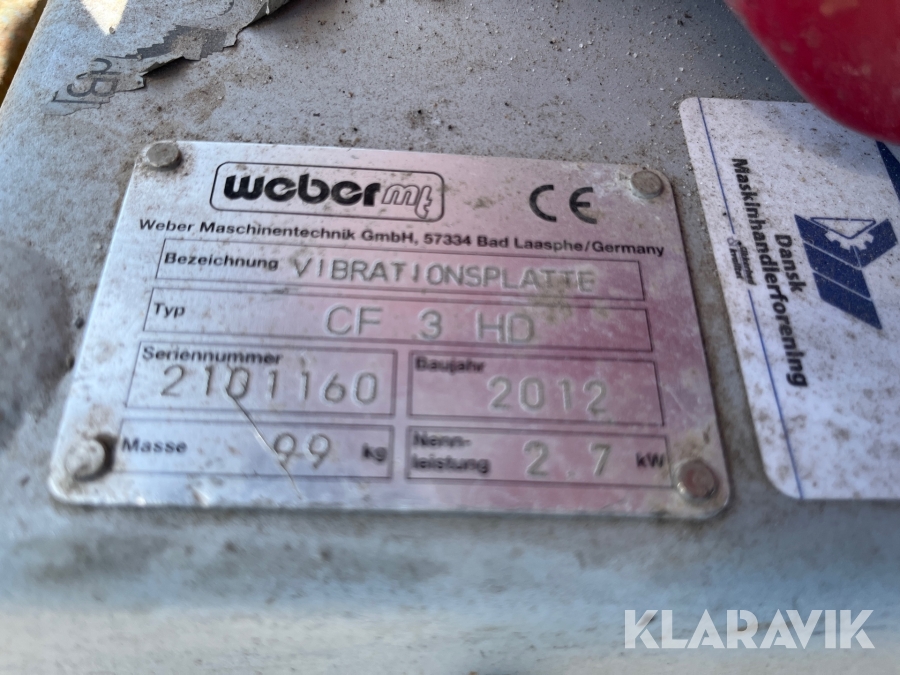 weber mt
CE
Weber Maschinentechnik GmbH, 57334 Bad Laasphe/Germany
Bezeichnung VIBRATIONSPLATTE
Typ CF 3 HD
Seriennummer 2101160
Baujahr 2012
Masse 99 kg
Nenn-
leistung 2.7 kW
Dansk
Maskinhandlerforening
KLARAVIK